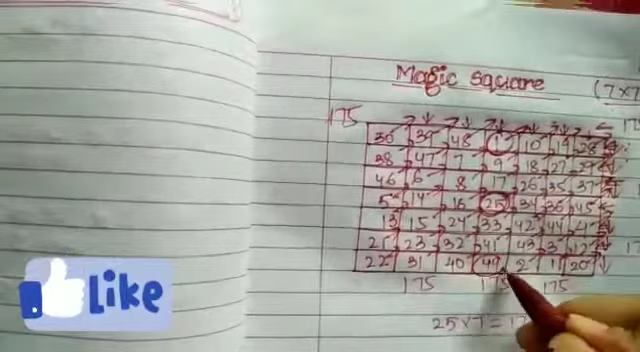 Magic Square
(7×7
175
30 39 48 1 10 19 28
38 47 7 9 18 27 29
46 6 8 17 26 35 37
5 14 16 25 34 36 45
13 15 24 33 42 44 4
21 23 32 41 43 3 12
22 31 40 49 2 11 20
175 175 175
25×7=17
Like